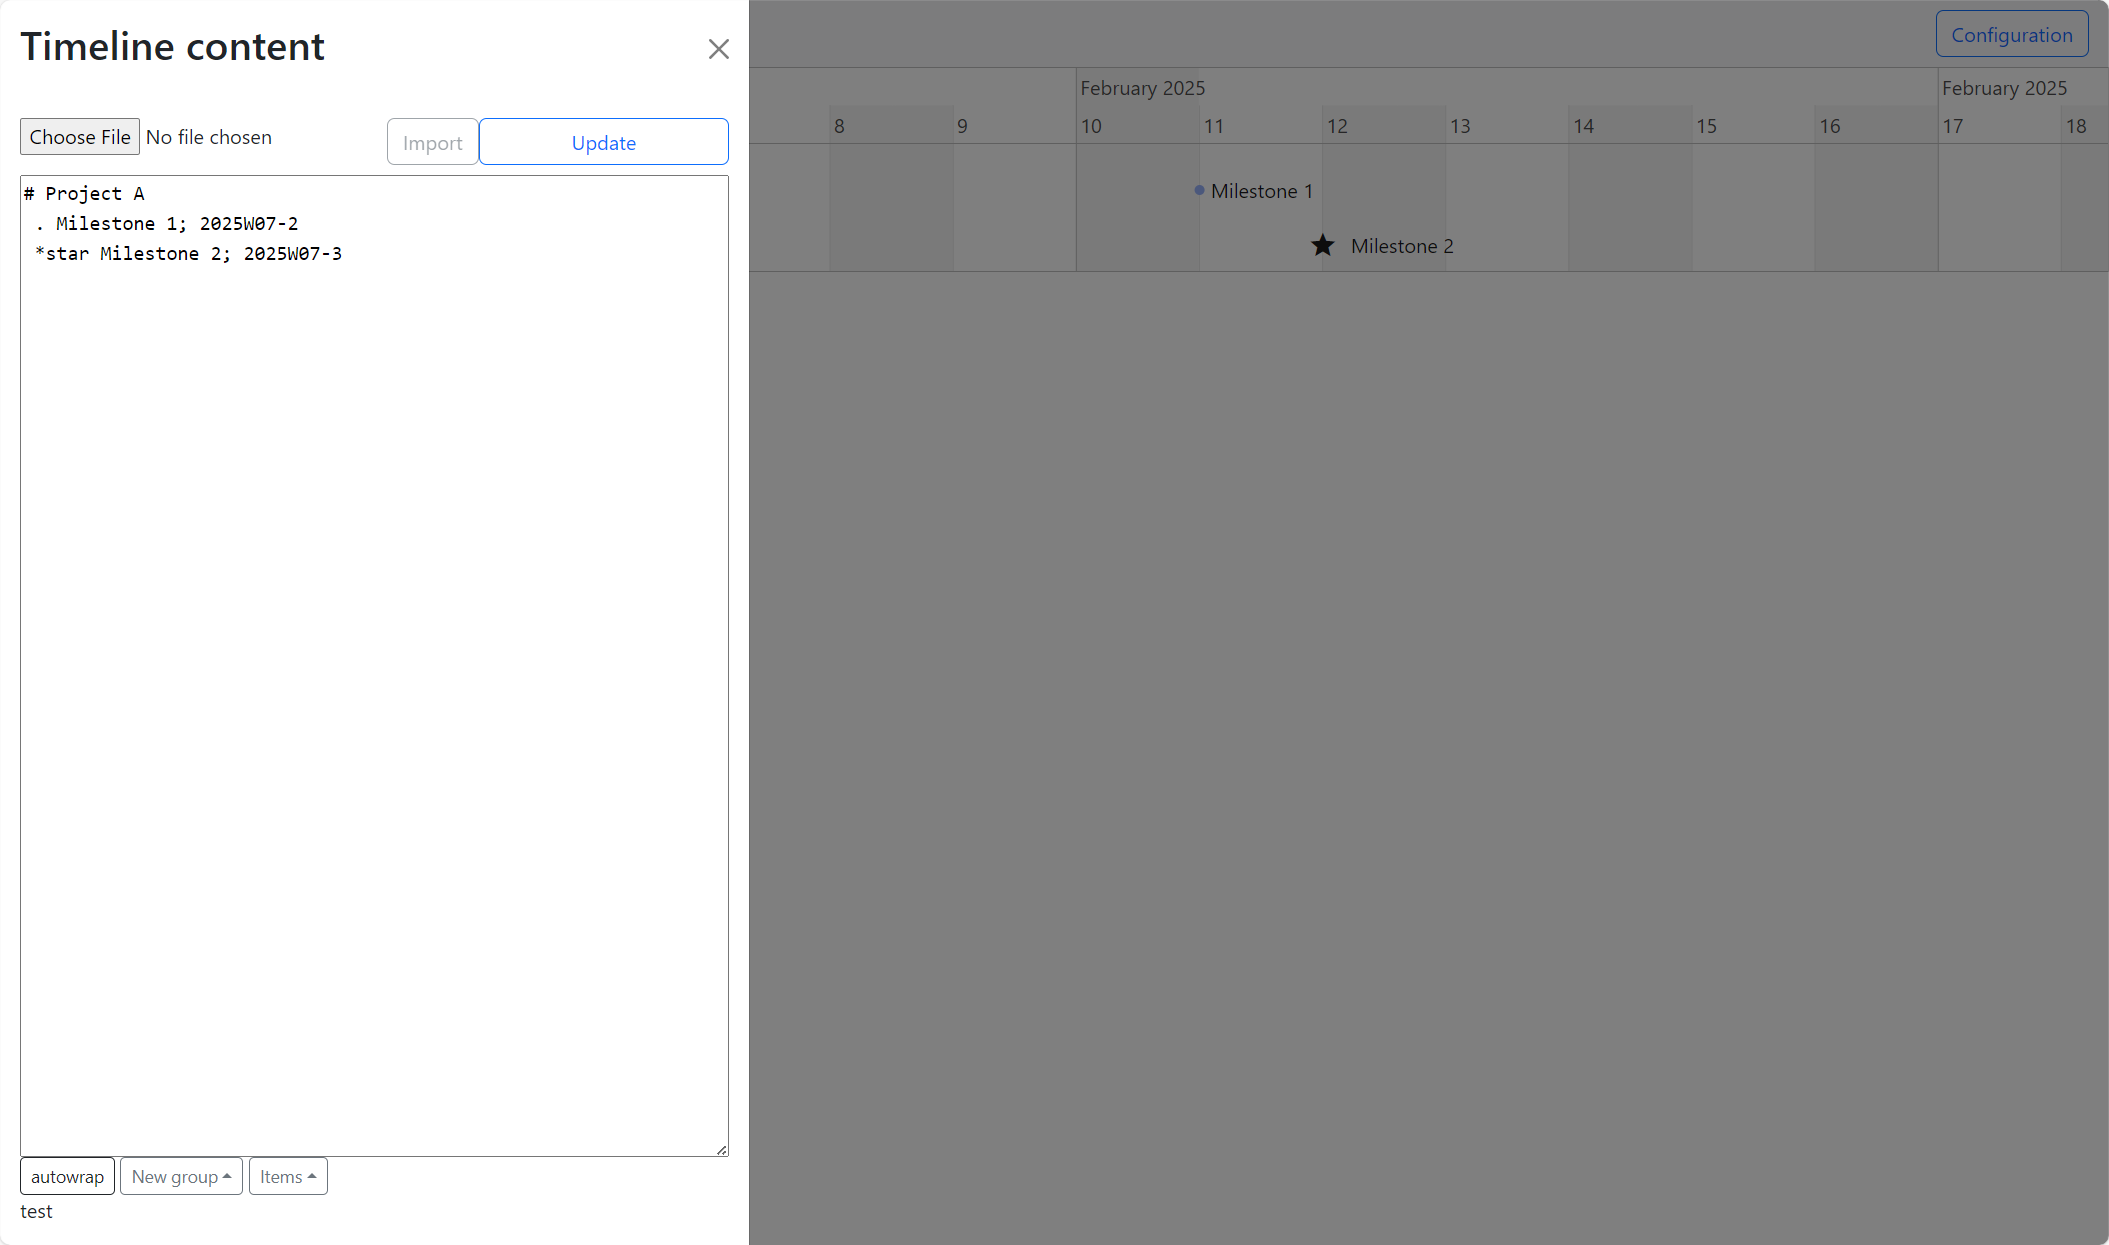 Timeline content
Choose File No file chosen
Import
Update
# Project A
. Milestone 1; 2025W07-2
*star Milestone 2; 2025W07-3
autowrap
New group
Items
test
Configuration
February 2025
February 2025
8 9 10 11 12 13 14 15 16 17 18
Milestone 1
Milestone 2